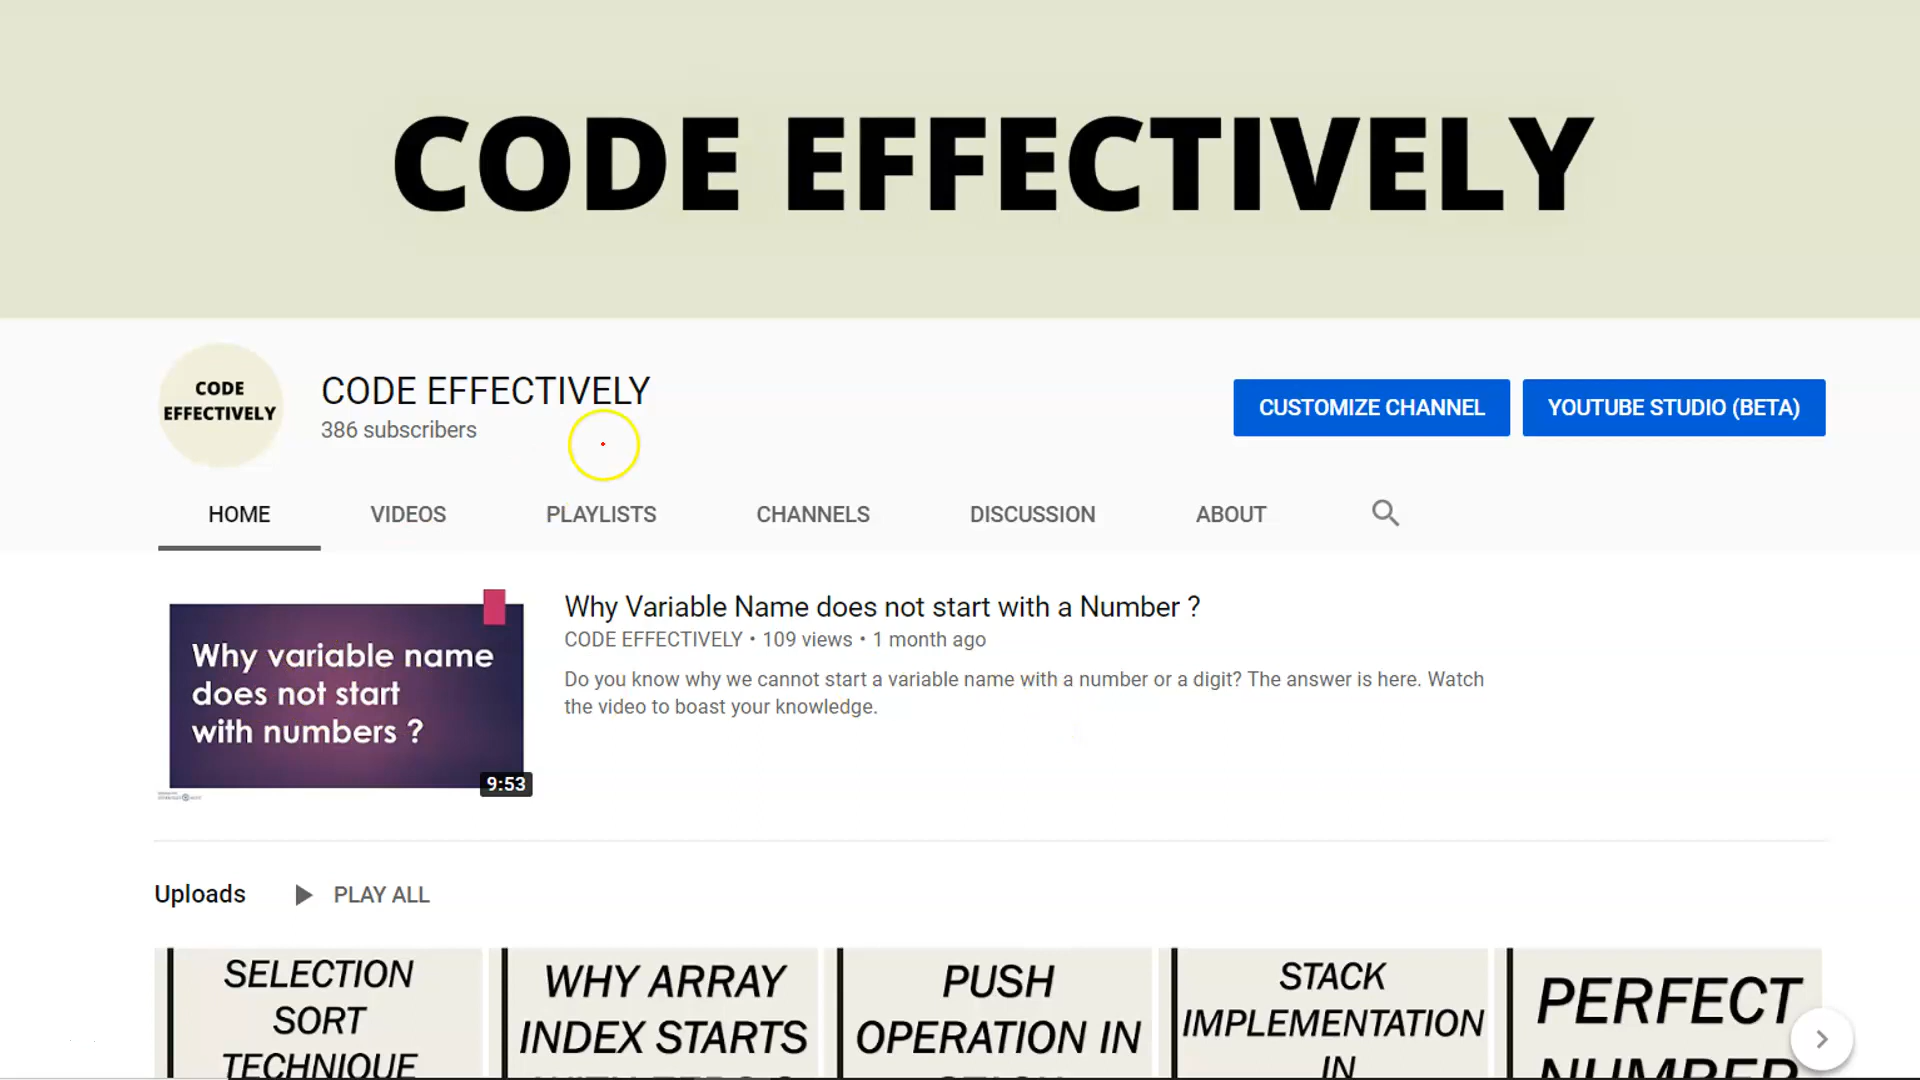 CODE EFFECTIVELY
CODE
EFFECTIVELY
CODE EFFECTIVELY
386 subscribers
CUSTOMIZE CHANNEL
YOUTUBE STUDIO (BETA)
HOME VIDEOS PLAYLISTS CHANNELS DISCUSSION ABOUT
Why variable name
does not start
with numbers ?
9:53
Why Variable Name does not start with a Number ?
CODE EFFECTIVELY • 109 views • 1 month ago
Do you know why we cannot start a variable name with a number or a digit? The answer is here. Watch
the video to boast your knowledge.
Uploads PLAY ALL
SELECTION
SORT
TECHNIQUE
WHY ARRAY
INDEX STARTS
PUSH
OPERATION IN
STACK
IMPLEMENTATION
IN
PERFECT
NUMBER